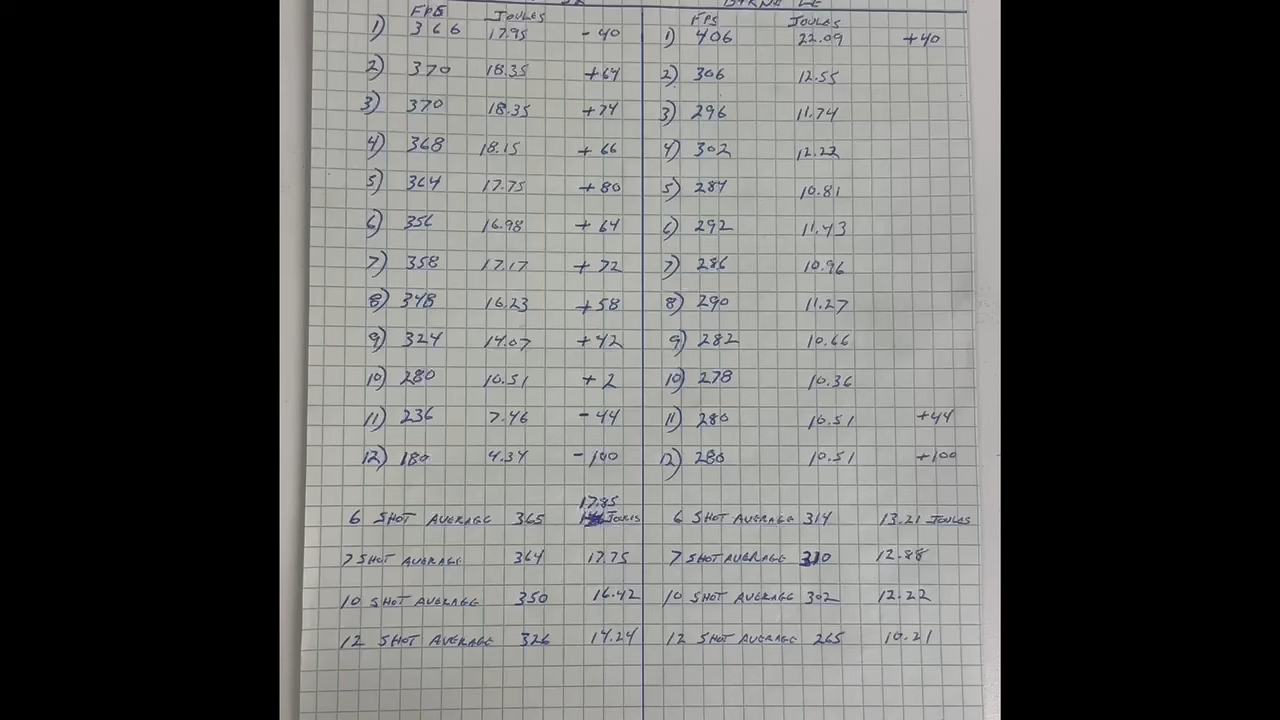 FPS JOULES FPS JOULES
1) 366 17.95 - 40 1) 406 22.09 +40
2) 370 18.35 +64 2) 306 12.55
3) 370 18.35 +74 3) 296 11.74
4) 368 18.15 + 66 4) 302 12.22
5) 364 17.75 + 80 5) 284 10.81
6) 356 16.98 + 64 6) 292 11.43
7) 358 17.17 + 72 7) 286 10.96
8) 348 16.23 +58 8) 290 11.27
9) 324 14.07 +42 9) 282 10.66
10) 280 10.51 + 2 10) 278 10.36
11) 236 7.46 - 44 11) 280 10.51 +44
12) 180 4.34 - 100 12) 280 10.51 +100
17.85
6 SHOT AVERAGE 365 JOULES 6 SHOT AVERAGE 314 13.21 JOULES
7 SHOT AVERAGE 364 17.75 7 SHOT AVERAGE 310 12.88
10 SHOT AVERAGE 350 16.42 10 SHOT AVERAGE 302 12.22
12 SHOT AVERAGE 326 14.24 12 SHOT AVERAGE 265 10.21